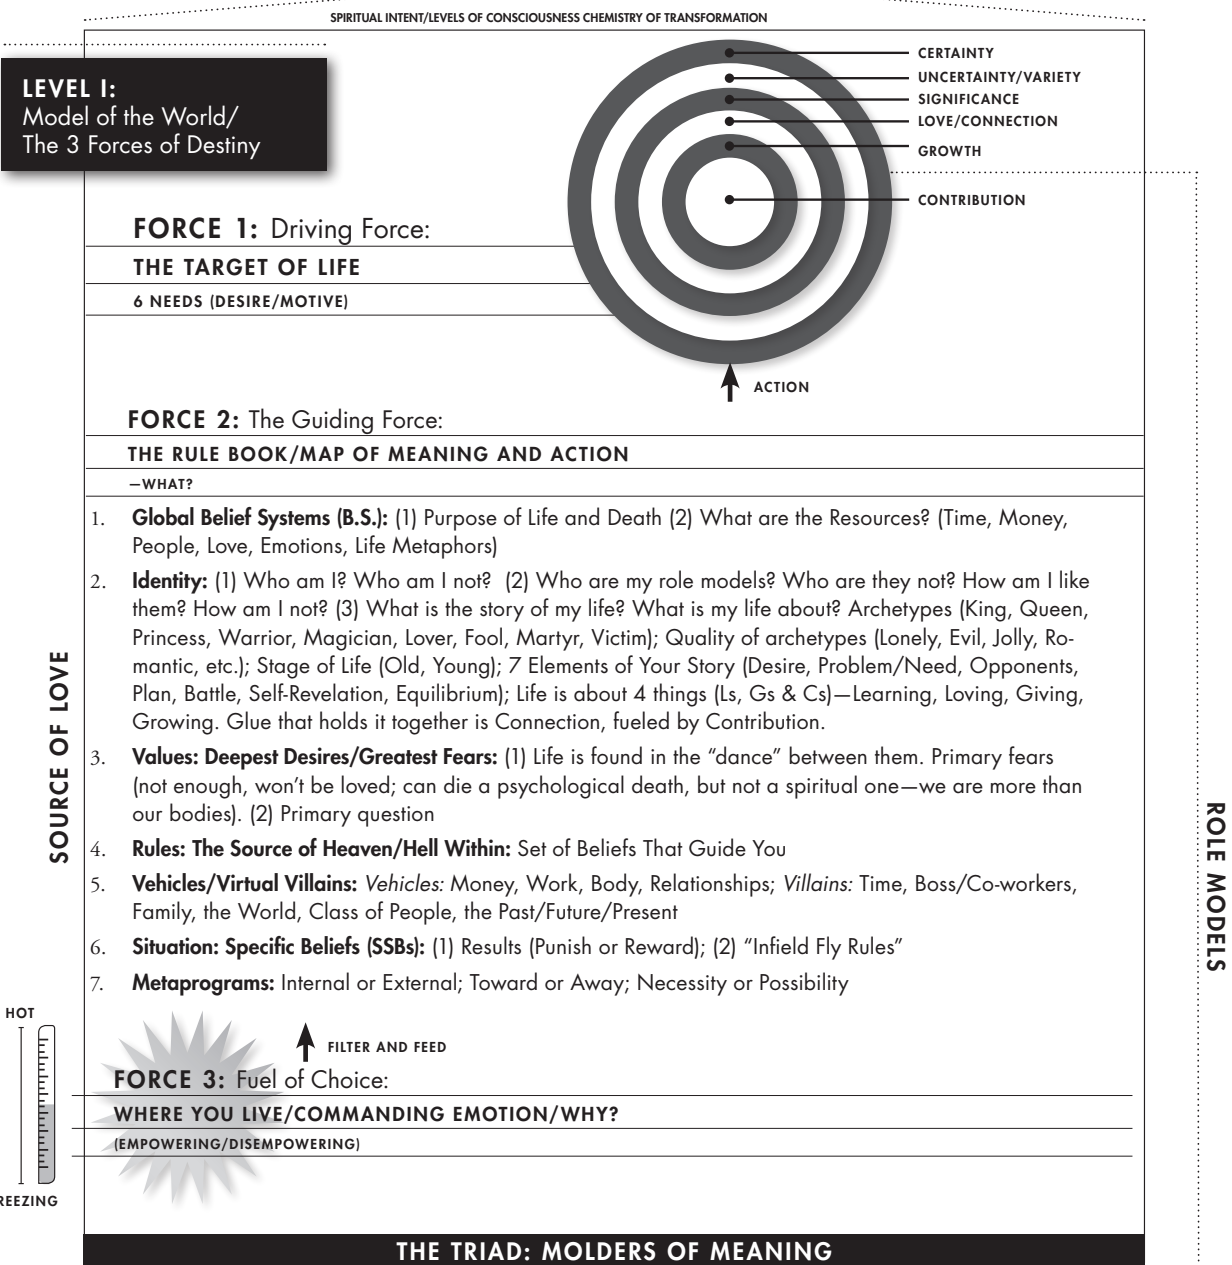 SPIRITUAL INTENT/LEVELS OF CONSCIOUSNESS CHEMISTRY OF TRANSFORMATION
LEVEL I:
Model of the World/
The 3 Forces of Destiny
CERTAINTY
UNCERTAINTY/VARIETY
SIGNIFICANCE
LOVE/CONNECTION
GROWTH
CONTRIBUTION
FORCE 1: Driving Force:
THE TARGET OF LIFE
6 NEEDS (DESIRE/MOTIVE)
ACTION
FORCE 2: The Guiding Force:
THE RULE BOOK/MAP OF MEANING AND ACTION
—WHAT?
1. Global Belief Systems (B.S.): (1) Purpose of Life and Death (2) What are the Resources? (Time, Money,
People, Love, Emotions, Life Metaphors)
2. Identity: (1) Who am I? Who am I not? (2) Who are my role models? Who are they not? How am I like
them? How am I not? (3) What is the story of my life? What is my life about? Archetypes (King, Queen,
Princess, Warrior, Magician, Lover, Fool, Martyr, Victim); Quality of archetypes (Lonely, Evil, Jolly, Ro-
mantic, etc.); Stage of Life (Old, Young); 7 Elements of Your Story (Desire, Problem/Need, Opponents,
Plan, Battle, Self-Revelation, Equilibrium); Life is about 4 things (Ls, Gs & Cs)—Learning, Loving, Giving,
Growing. Glue that holds it together is Connection, fueled by Contribution.
3. Values: Deepest Desires/Greatest Fears: (1) Life is found in the “dance” between them. Primary fears
(not enough, won’t be loved; can die a psychological death, but not a spiritual one—we are more than
our bodies). (2) Primary question
4. Rules: The Source of Heaven/Hell Within: Set of Beliefs That Guide You
5. Vehicles/Virtual Villains: Vehicles: Money, Work, Body, Relationships; Villains: Time, Boss/Co-workers,
Family, the World, Class of People, the Past/Future/Present
6. Situation: Specific Beliefs (SSBs): (1) Results (Punish or Reward); (2) “Infield Fly Rules”
7. Metaprograms: Internal or External; Toward or Away; Necessity or Possibility
SOURCE OF LOVE
ROLE MODELS
HOT
REEZING
FILTER AND FEED
FORCE 3: Fuel of Choice:
WHERE YOU LIVE/COMMANDING EMOTION/WHY?
(EMPOWERING/DISEMPOWERING)
THE TRIAD: MOLDERS OF MEANING